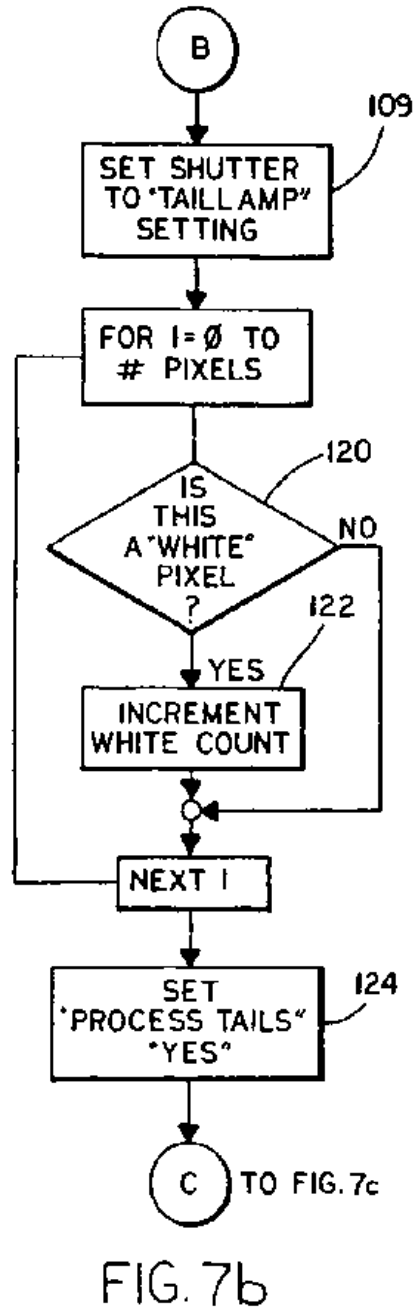 B
109
SET SHUTTER
TO "TAILLAMP"
SETTING
FOR I=Ø TO
# PIXELS
120
IS
THIS
A "WHITE"
PIXEL
?
NO
122
YES
INCREMENT
WHITE COUNT
NEXT I
124
SET
"PROCESS TAILS"
"YES"
C
TO FIG.7c
FIG. 7b